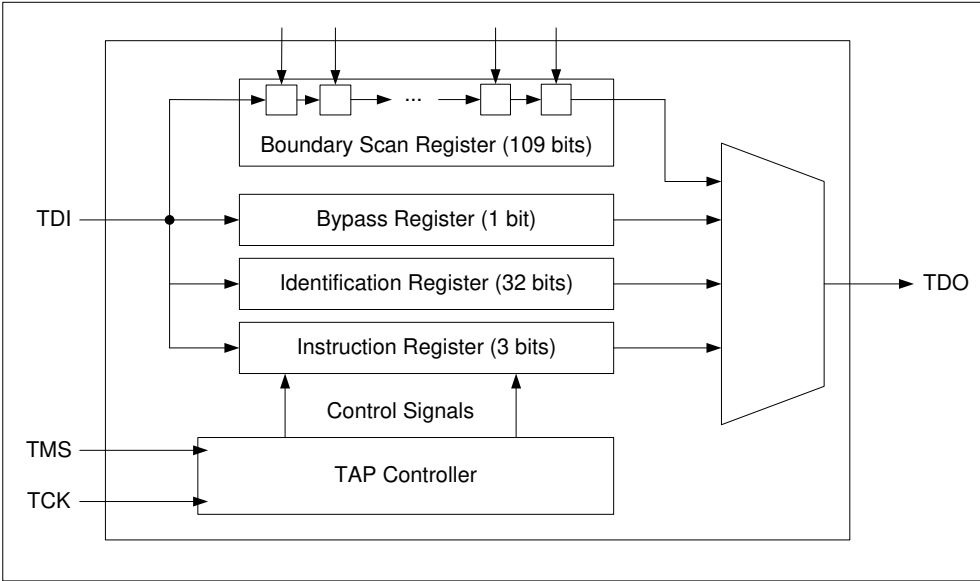 ...
Boundary Scan Register (109 bits)
TDI
Bypass Register (1 bit)
Identification Register (32 bits)
TDO
Instruction Register (3 bits)
Control Signals
TMS
TAP Controller
TCK